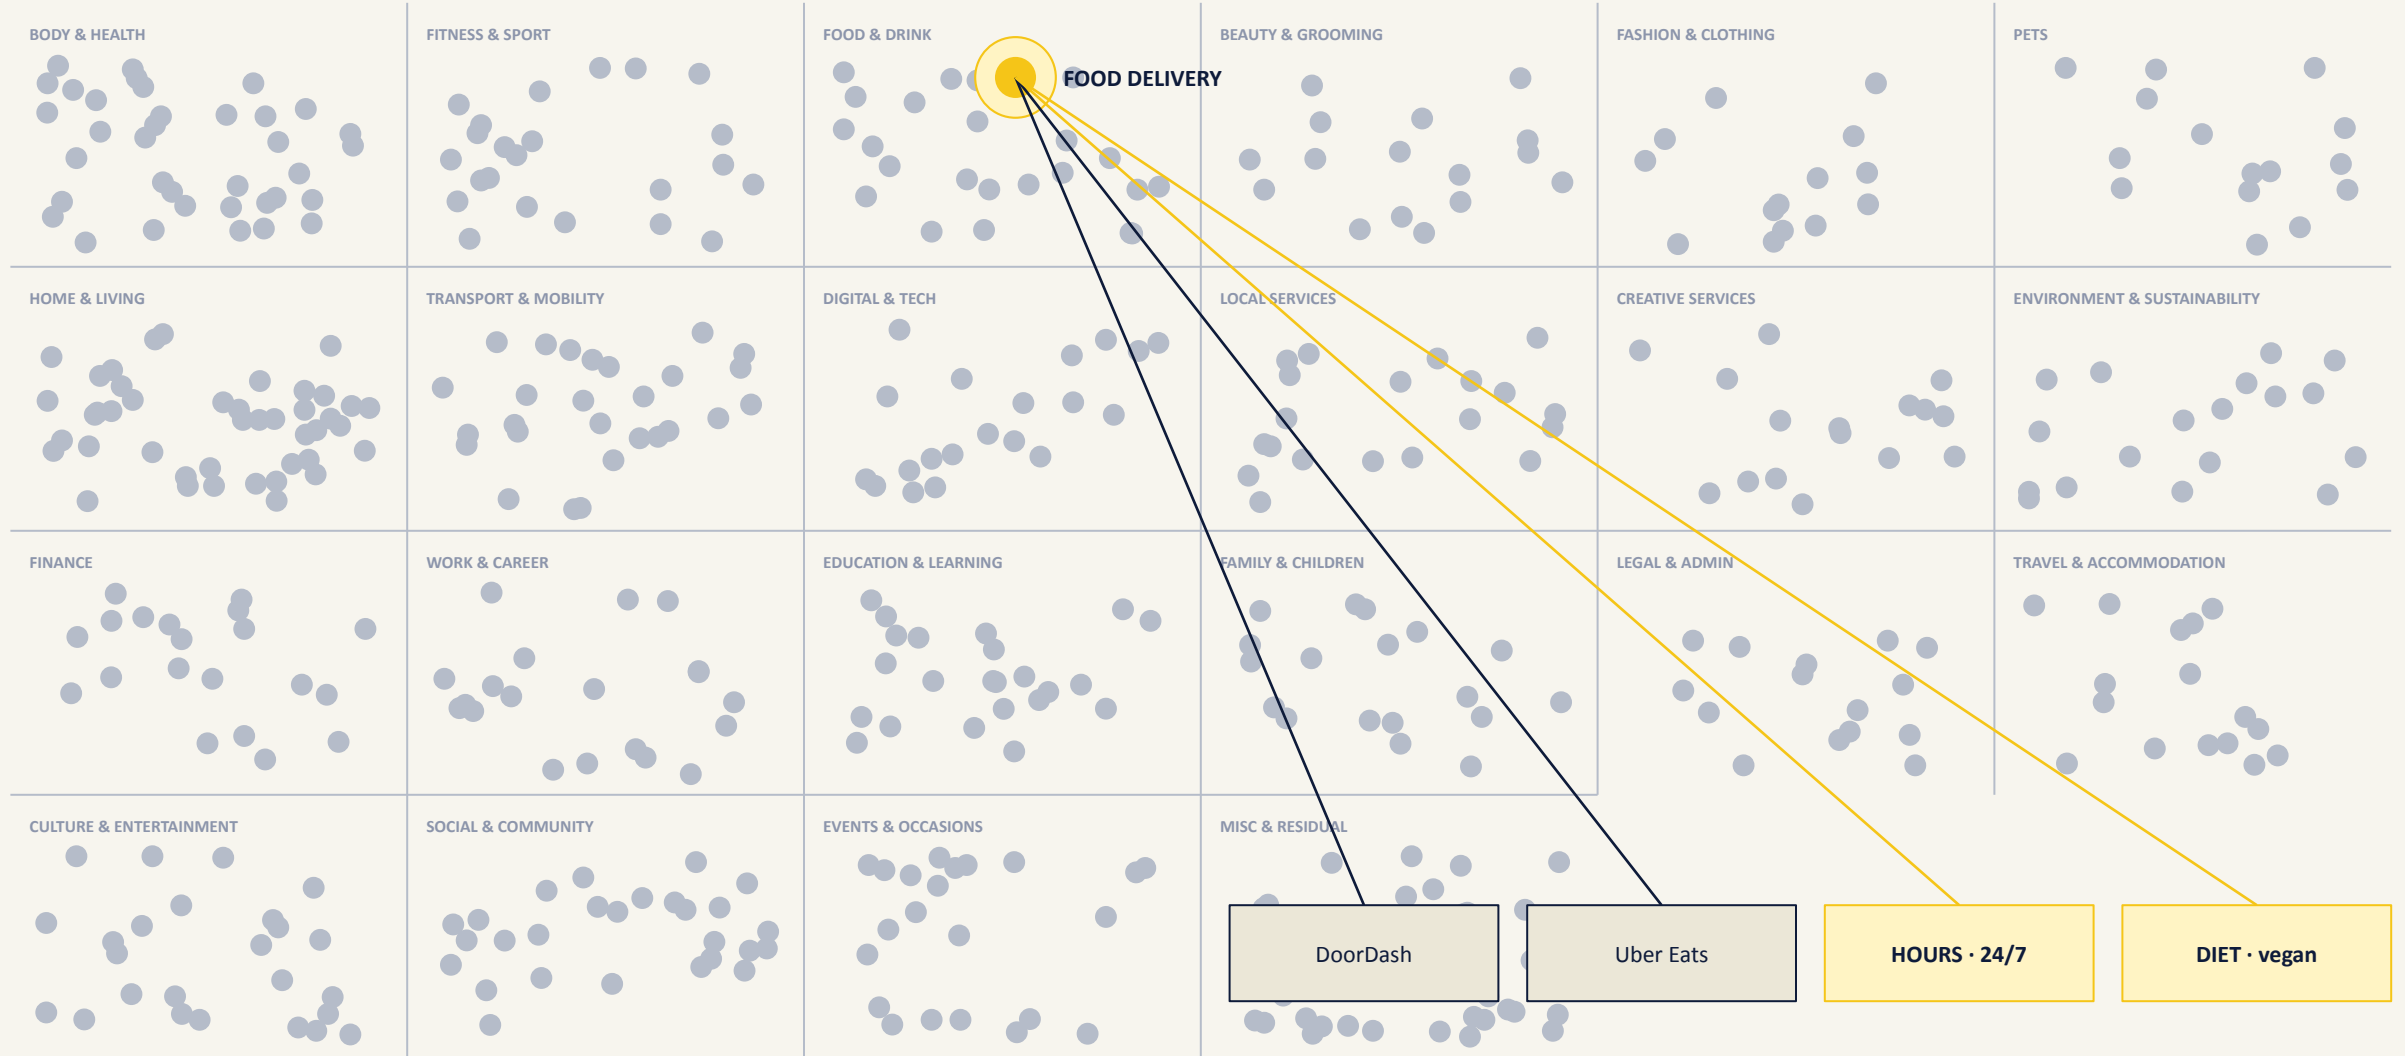 BODY & HEALTH
FITNESS & SPORT
FOOD & DRINK
BEAUTY & GROOMING
FASHION & CLOTHING
PETS
FOOD DELIVERY
HOME & LIVING
TRANSPORT & MOBILITY
DIGITAL & TECH
LOCAL SERVICES
CREATIVE SERVICES
ENVIRONMENT & SUSTAINABILITY
FINANCE
WORK & CAREER
EDUCATION & LEARNING
FAMILY & CHILDREN
LEGAL & ADMIN
TRAVEL & ACCOMMODATION
CULTURE & ENTERTAINMENT
SOCIAL & COMMUNITY
EVENTS & OCCASIONS
MISC & RESIDUAL
DoorDash
Uber Eats
HOURS · 24/7
DIET · vegan